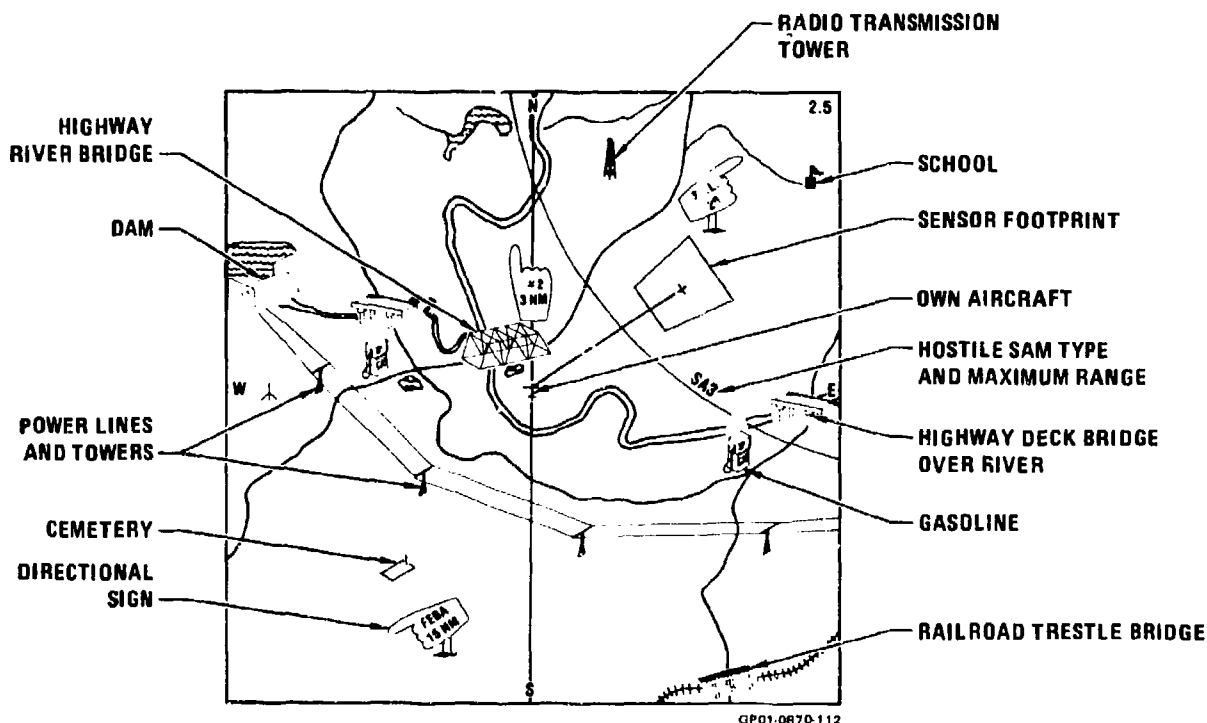 RADIO TRANSMISSION
TOWER
HIGHWAY
RIVER BRIDGE
N
2.5
SCHOOL
SENSOR FOOTPRINT
DAM
#2
3 NM
OWN AIRCRAFT
HOSTILE SAM TYPE
AND MAXIMUM RANGE
SA3
W
E
POWER LINES
AND TOWERS
HIGHWAY DECK BRIDGE
OVER RIVER
GASOLINE
CEMETERY
DIRECTIONAL
SIGN
FEBA
15 NM
RAILROAD TRESTLE BRIDGE
S
GP01-0870-112